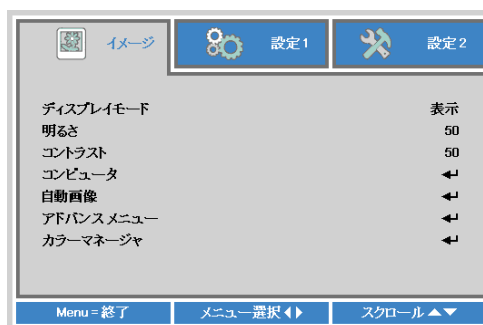 イメージ 設定1 設定2
ディスプレイモード 表示
明るさ 50
コントラスト 50
コンピュータ ↵
自動画像 ↵
アドバンスメニュー ↵
カラーマネージャ ↵
Menu = 終了 メニュー選択 ◀▶ スクロール ▲▼